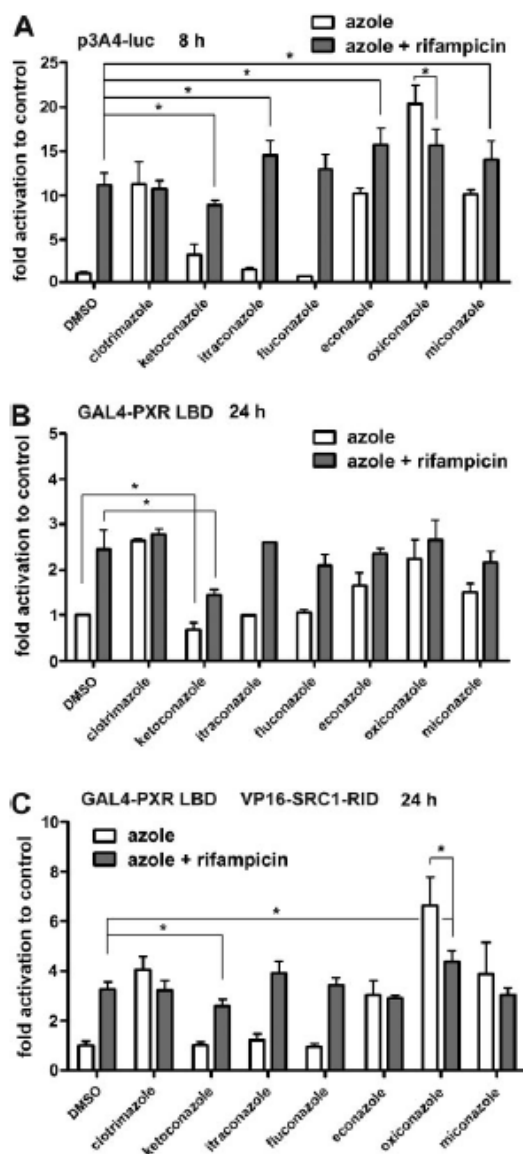 A
p3A4-luc 8 h
azole
azole + rifampicin
*
*
*
*
*
fold activation to control
25
20
15
10
5
0
DMSO
clotrimazole
ketoconazole
itraconazole
fluconazole
econazole
oxiconazole
miconazole
B
GAL4-PXR LBD 24 h
azole
azole + rifampicin
*
*
fold activation to control
5
4
3
2
1
0
DMSO
clotrimazole
ketoconazole
itraconazole
fluconazole
econazole
oxiconazole
miconazole
C
GAL4-PXR LBD VP16-SRC1-RID 24 h
azole
azole + rifampicin
*
*
*
fold activation to control
10
8
6
4
2
0
DMSO
clotrimazole
ketoconazole
itraconazole
fluconazole
econazole
oxiconazole
miconazole